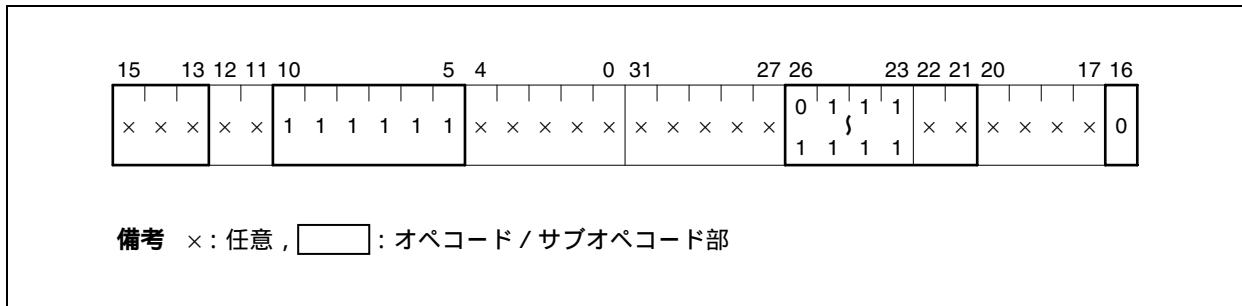 15 13 12 11 10 5 4 0 31 27 26 23 22 21 20 17 16
0 1 1 1
× × × × × 1 1 1 1 1 1 × × × × × × × × × × ∫ × × × × × × 0
1 1 1 1
備考 ×：任意，　：オペコード／サブオペコード部